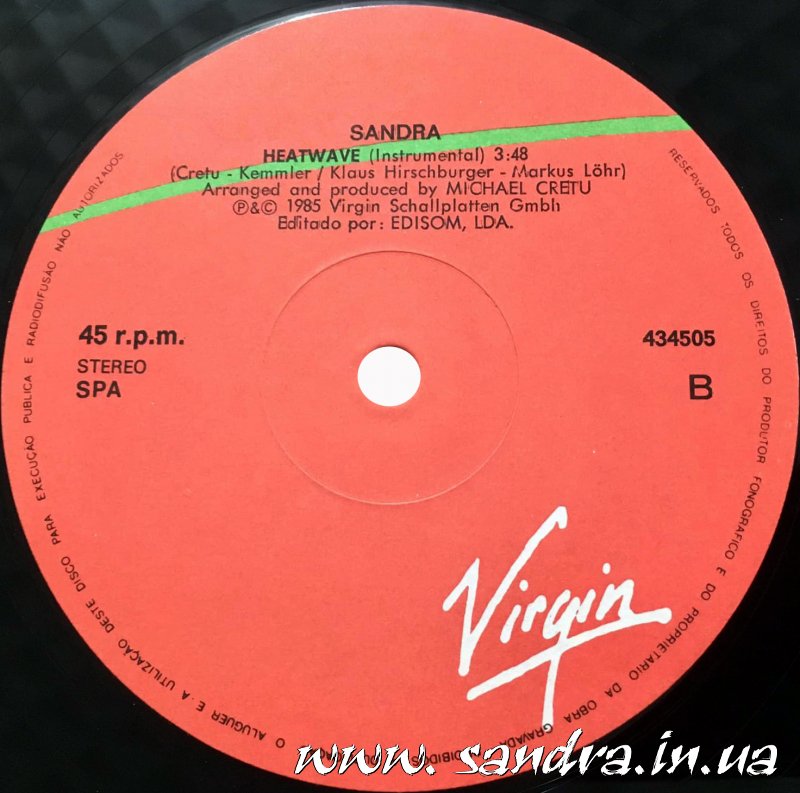 SANDRA
HEATWAVE (Instrumental) 3:48
(Cretu - Kemmler / Klaus Hirschburger - Markus Löhr)
Arranged and produced by MICHAEL CRETU
℗&© 1985 Virgin Schallplatten Gmbh
Editado por: EDISOM, LDA.
45 r.p.m.
STEREO
SPA
434505
B
Virgin
RESERVADOS TODOS OS DIREITOS DO PRODUTOR FONOGRAFICO E DO PROPRIETARIO DA OBRA GRAVADA
O ALUGUER E A UTILIZAÇÃO DESTE DISCO PARA EXECUÇÃO PUBLICA E RADIODIFUSÃO NÃO AUTORIZADOS
www. sandra.in.ua